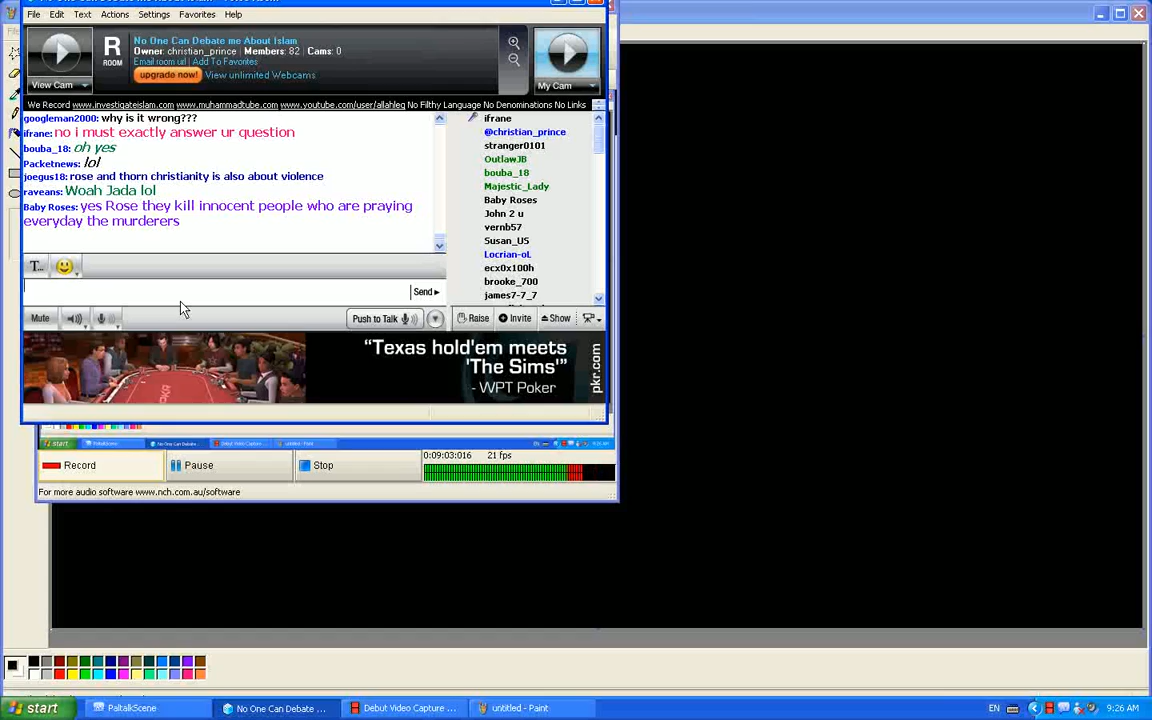 File Edit Text Actions Settings Favorites Help
No One Can Debate me About Islam
Owner: christian_prince | Members: 82 | Cams: 0
Email room url | Add To Favorites
upgrade now! View unlimited Webcams
R
ROOM
View Cam
My Cam
We Record www.investigateislam.com www.muhammadtube.com www.youtube.com/user/allahleg No Filthy Language No Denominations No Links
googleman2000: why is it wrong???
ifrane: no i must exactly answer ur question
bouba_18: oh yes
Packetnews: lol
joegus18: rose and thorn christianity is also about violence
raveans: Woah Jada lol
Baby Roses: yes Rose they kill innocent people who are praying
everyday the murderers
ifrane
@christian_prince
stranger0101
OutlawJB
bouba_18
Majestic_Lady
Baby Roses
John 2 u
vernb57
Susan_US
Locrian-oL
ecx0x100h
brooke_700
james7-7_7
T...
Send
Mute
Push to Talk
Raise Invite Show
"Texas hold'em meets
'The Sims'"
- WPT Poker
pkr.com
Record
Pause
Stop
0:09:03:016 21 fps
For more audio software www.nch.com.au/software
start
PaltalkScene
No One Can Debate ...
Debut Video Capture ...
untitled - Paint
EN
9:26 AM